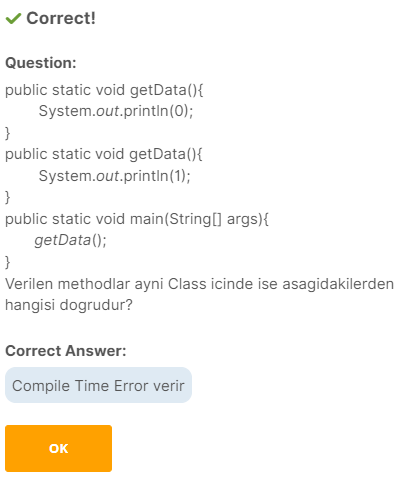 Correct!
Question:
public static void getData(){
System.out.println(0);
}
public static void getData(){
System.out.println(1);
}
public static void main(String[] args){
getData();
}
Verilen methodlar ayni Class icinde ise asagidakilerden
hangisi dogrudur?
Correct Answer:
Compile Time Error verir
OK